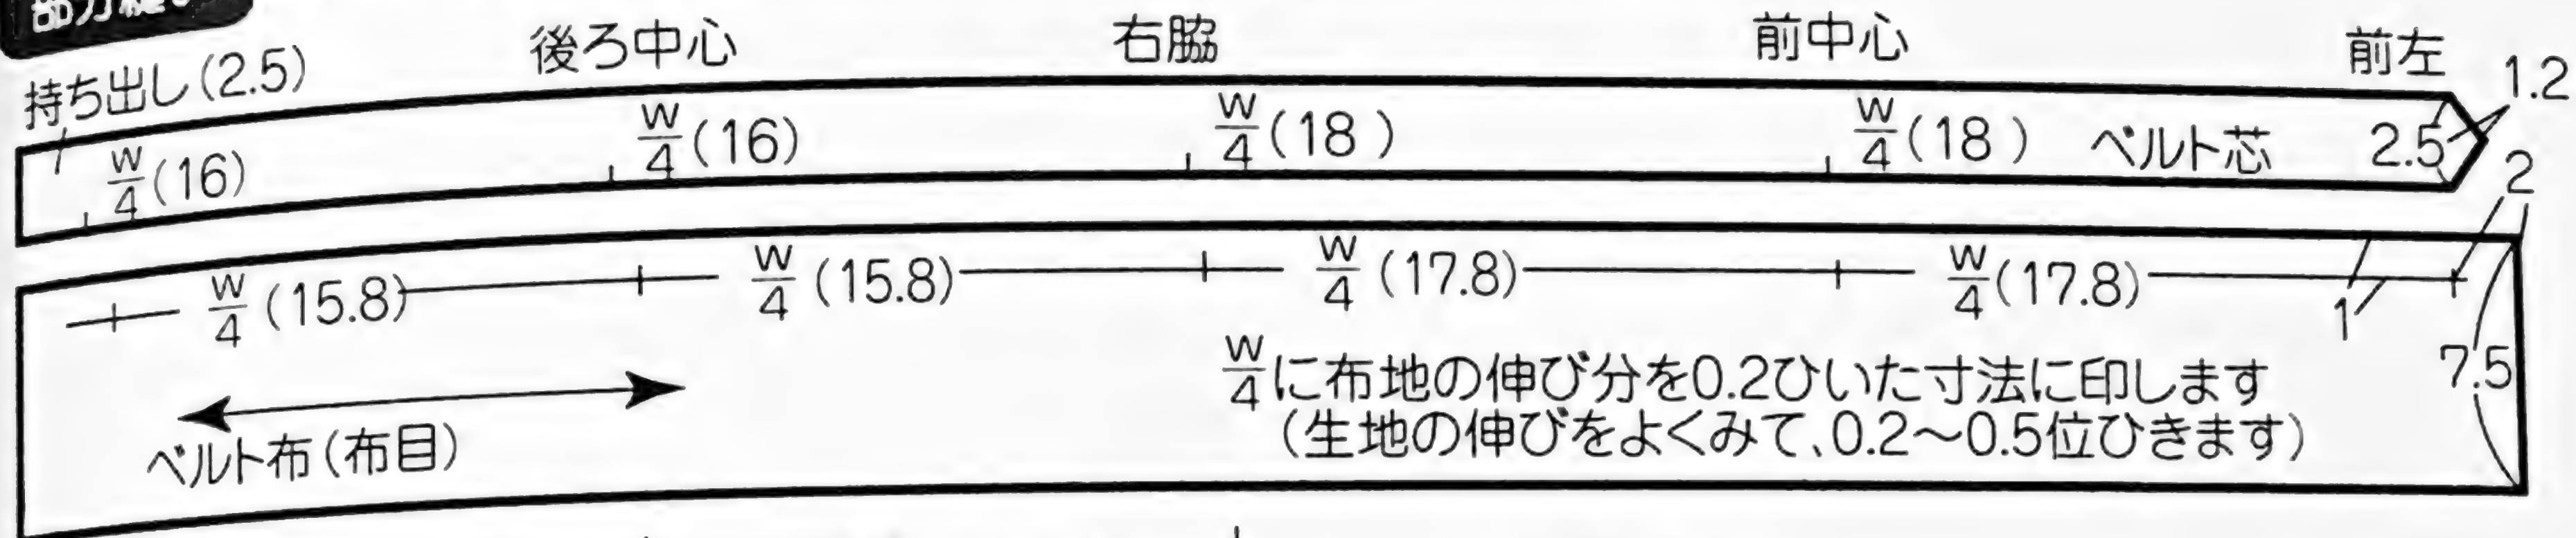 後ろ中心 右脇 前中心 前左
持ち出し(2.5) 1.2
W/4(16) W/4(16) W/4(18) W/4(18) ベルト芯 2.5
2
W/4(15.8) W/4(15.8) W/4(17.8) W/4(17.8) 1
W/4に布地の伸び分を0.2ひいた寸法に印します 7.5
(生地の伸びをよくみて、0.2〜0.5位ひきます)
ベルト布(布目)